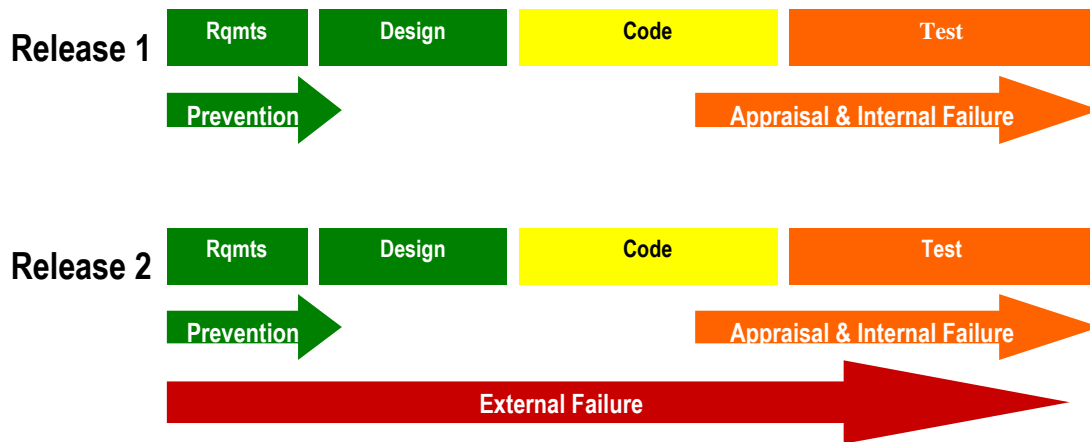 Release 1
Rqmts Design Code Test
Prevention Appraisal & Internal Failure
Release 2
Rqmts Design Code Test
Prevention Appraisal & Internal Failure
External Failure